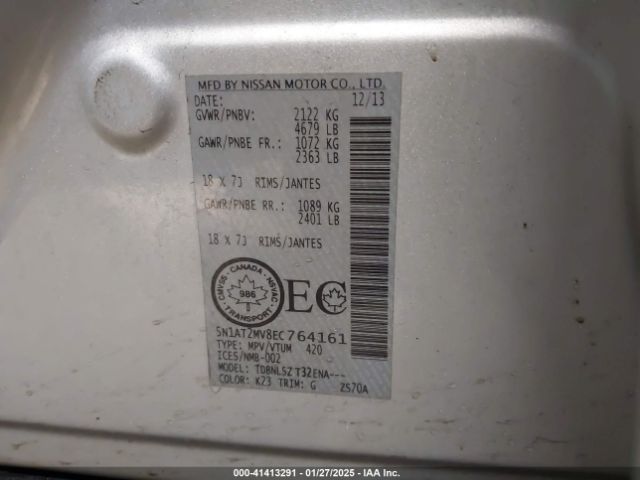 MFD BY NISSAN MOTOR CO., LTD.
DATE: 12/13
GVWR/PNBV: 2122 KG
4679 LB
GAWR/PNBE FR.: 1072 KG
2363 LB
18 X 7J RIMS/JANTES
GAWR/PNBE RR.: 1089 KG
2401 LB
18 X 7J RIMS/JANTES
CANADA
CMVSS - NSVAC
986
TRANSPORT
EC
5N1AT2MV8EC764161
TYPE: MPV/VTUM 420
ICES/NMB-002
MODEL: TDBNLSZ T32ENA---
COLOR: K23 TRIM: G 2S70A
000-41413291 | 01/27/2025 | IAA Inc.